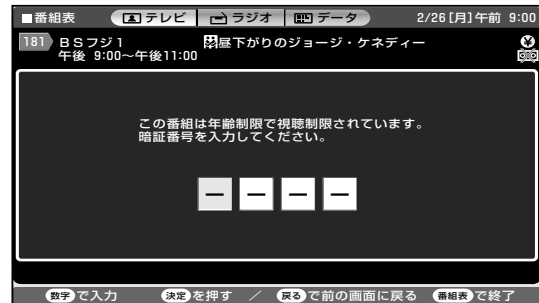 ■番組表 テレビ ラジオ データ 2/26[月]午前 9:00
181 BSフジ1 昼下がりのジョージ・ケネディー
午後 9:00～午後11:00
この番組は年齢制限で視聴制限されています。
暗証番号を入力してください。
－ － － －
数字で入力 決定を押す ／ 戻るで前の画面に戻る 番組表で終了